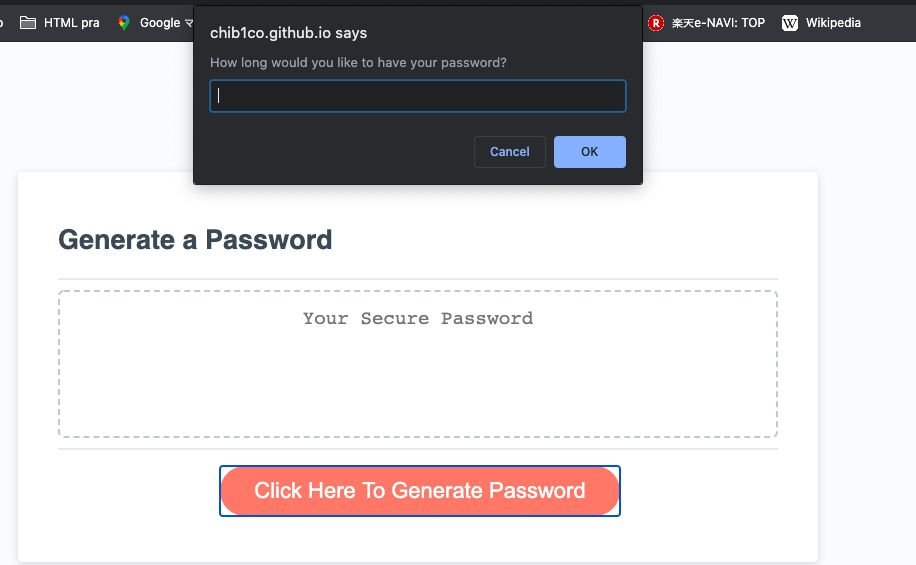 HTML pra
Google マ
楽天e-NAVI: TOP
W Wikipedia
chib1co.github.io says
How long would you like to have your password?
Cancel
OK
Generate a Password
Your Secure Password
Click Here To Generate Password